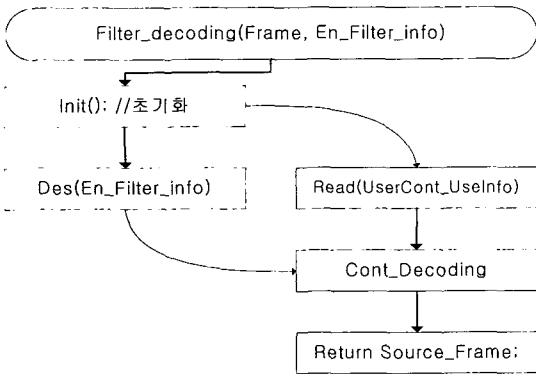 Filter_decoding(Frame, En_Filter_info)
Init(); //초기화
Des(En_Filter_info)
Read(UserCont_UseInfo)
Cont_Decoding
Return Source_Frame;